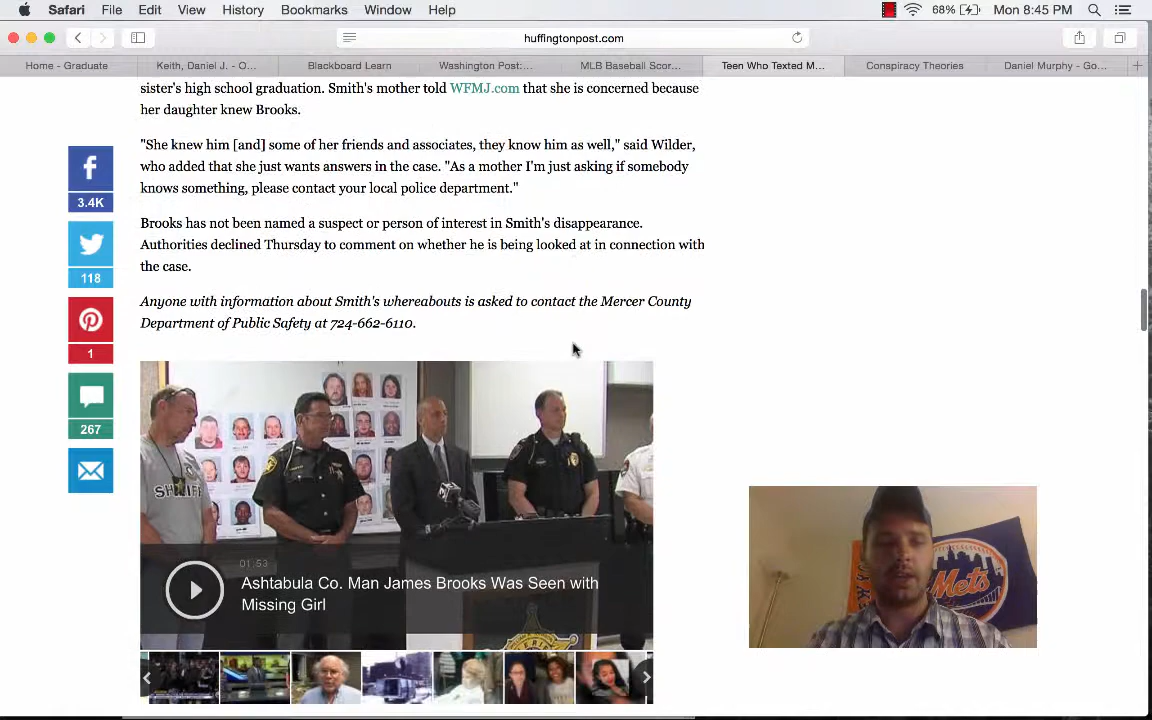 Safari File Edit View History Bookmarks Window Help 68% Mon 8:45 PM
huffingtonpost.com
Home - Graduate Keith, Daniel J. - O... Blackboard Learn Washington Post:... MLB Baseball Scor... Teen Who Texted M... Conspiracy Theories Daniel Murphy - Go...
sister's high school graduation. Smith's mother told WFMJ.com that she is concerned because
her daughter knew Brooks.
"She knew him [and] some of her friends and associates, they know him as well," said Wilder,
who added that she just wants answers in the case. "As a mother I'm just asking if somebody
knows something, please contact your local police department."
3.4K
Brooks has not been named a suspect or person of interest in Smith's disappearance.
Authorities declined Thursday to comment on whether he is being looked at in connection with
the case.
118
Anyone with information about Smith's whereabouts is asked to contact the Mercer County
Department of Public Safety at 724-662-6110.
1
267
SHERIFF
01:53
Ashtabula Co. Man James Brooks Was Seen with
Missing Girl
Mets